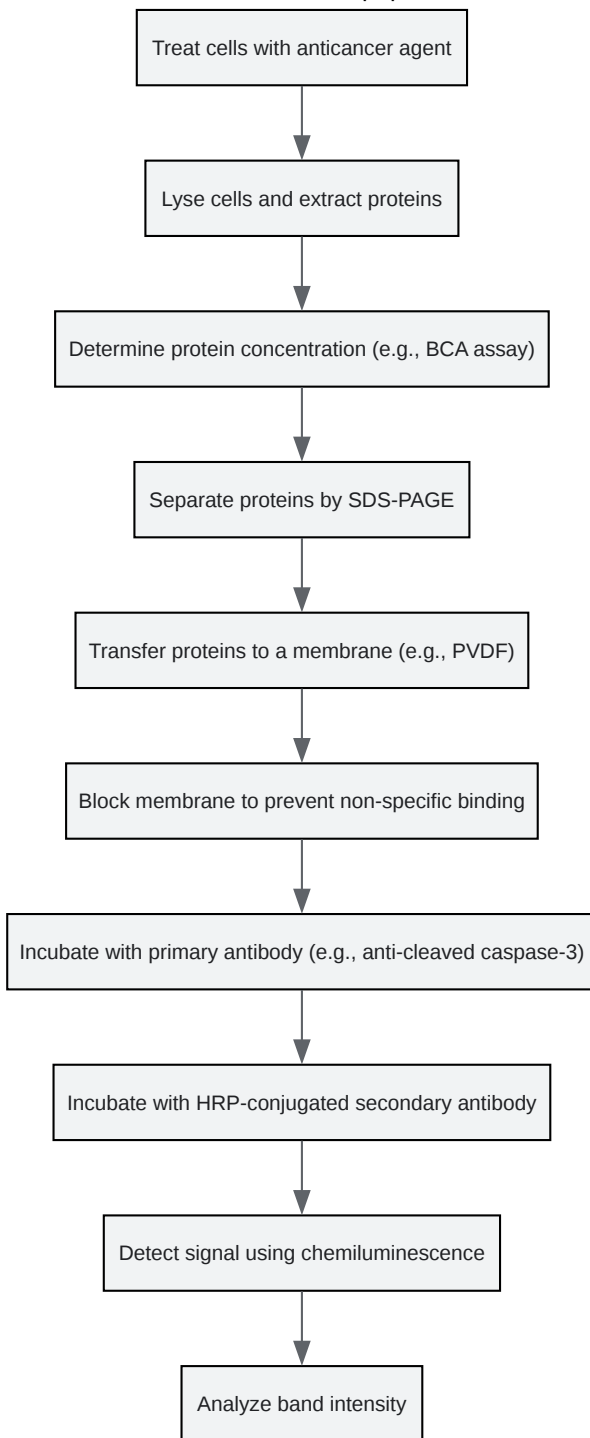 Treat cells with anticancer agent
Lyse cells and extract proteins
Determine protein concentration (e.g., BCA assay)
Separate proteins by SDS-PAGE
Transfer proteins to a membrane (e.g., PVDF)
Block membrane to prevent non-specific binding
Incubate with primary antibody (e.g., anti-cleaved caspase-3)
Incubate with HRP-conjugated secondary antibody
Detect signal using chemiluminescence
Analyze band intensity